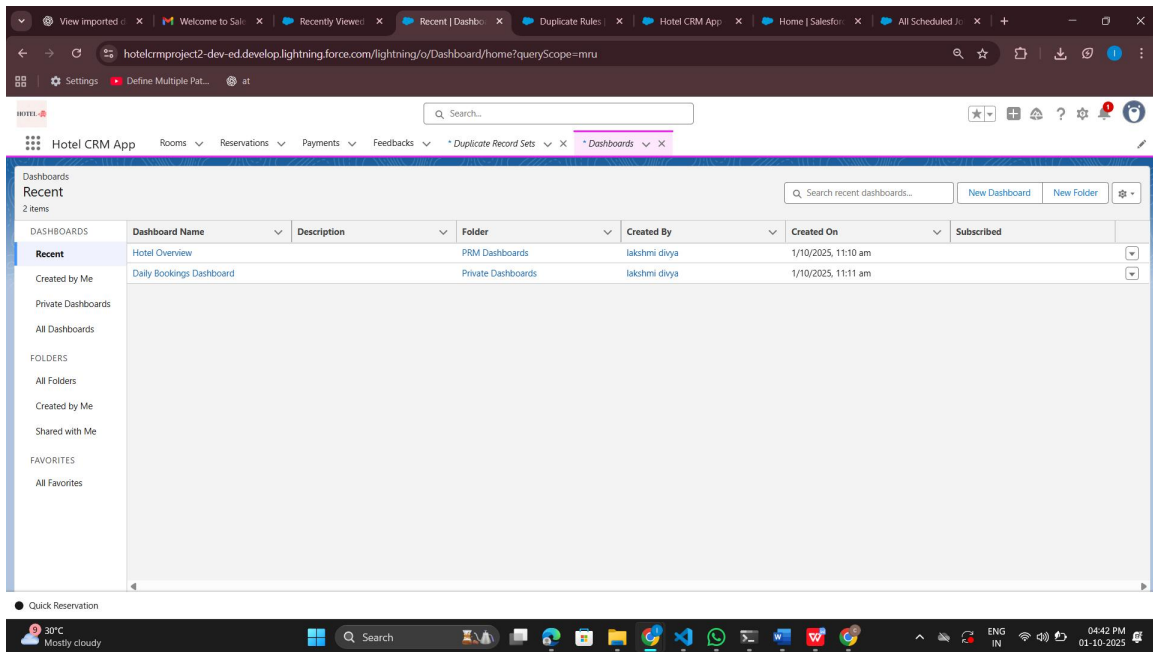 View imported d
Welcome to Sale
Recently Viewed
Recent | Dashbo
Duplicate Rules |
Hotel CRM App
Home | Salesforc
All Scheduled Jo
hotelcrmproject2-dev-ed.develop.lightning.force.com/lightning/o/Dashboard/home?queryScope=mru
Settings
Define Multiple Pat...
at
HOTEL
Search...
Hotel CRM App
Rooms
Reservations
Payments
Feedbacks
* Duplicate Record Sets
* Dashboards
Dashboards
Recent
2 items
Search recent dashboards...
New Dashboard
New Folder
DASHBOARDS
Dashboard Name Description Folder Created By Created On Subscribed
Recent
Hotel Overview PRM Dashboards lakshmi divya 1/10/2025, 11:10 am
Daily Bookings Dashboard Private Dashboards lakshmi divya 1/10/2025, 11:11 am
Created by Me
Private Dashboards
All Dashboards
FOLDERS
All Folders
Created by Me
Shared with Me
FAVORITES
All Favorites
Quick Reservation
9
30°C
Mostly cloudy
Search
ENG
IN
04:42 PM
01-10-2025